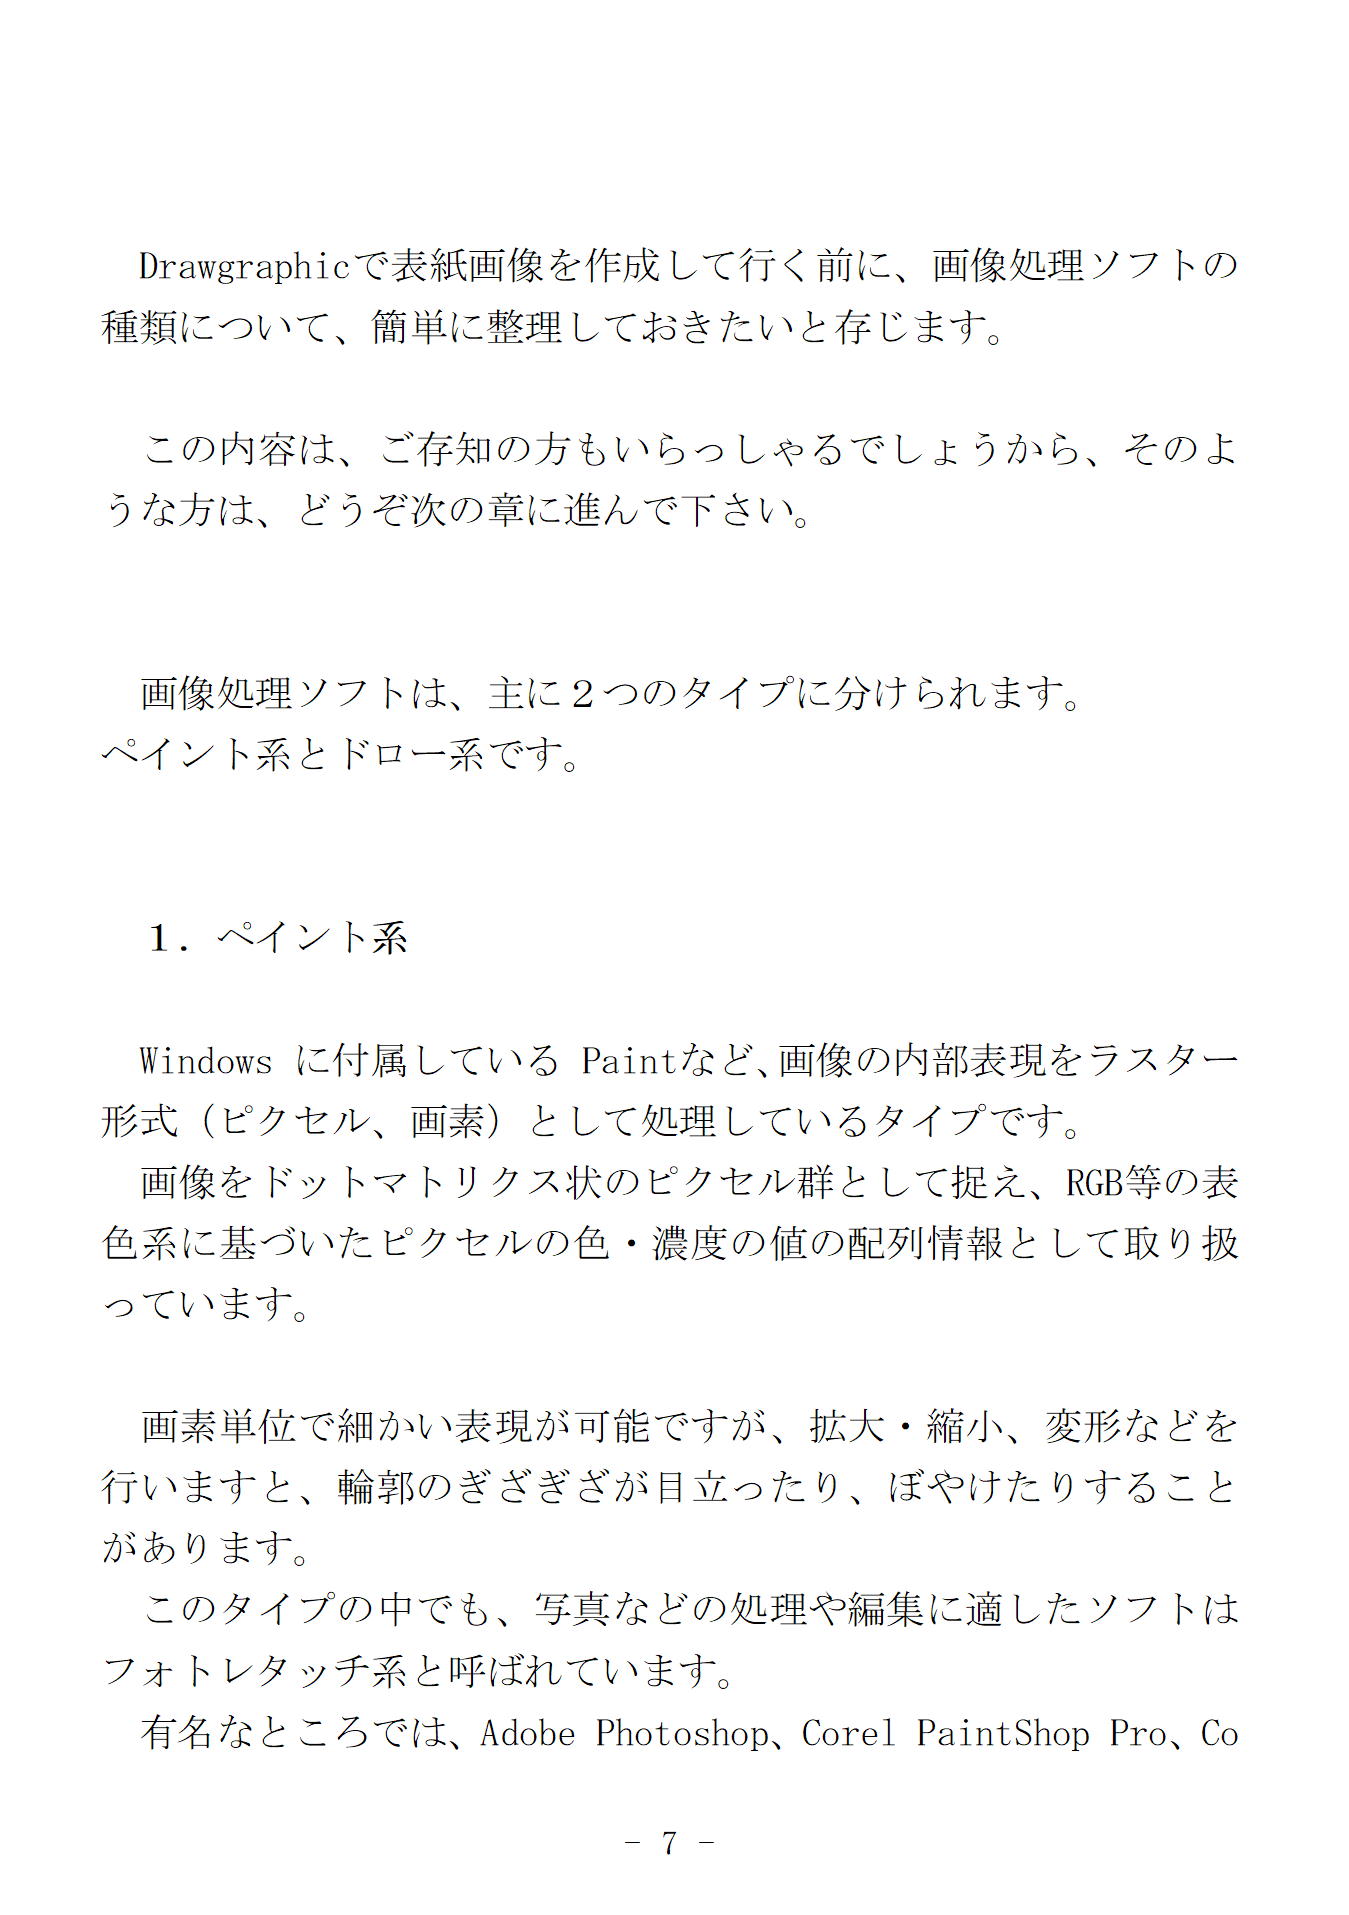 Drawgraphicで表紙画像を作成して行く前に、画像処理ソフトの
種類について、簡単に整理しておきたいと存じます。
この内容は、ご存知の方もいらっしゃるでしょうから、そのよ
うな方は、どうぞ次の章に進んで下さい。
画像処理ソフトは、主に２つのタイプに分けられます。
ペイント系とドロー系です。
１．ペイント系
Windows に付属している Paintなど、画像の内部表現をラスター
形式（ピクセル、画素）として処理しているタイプです。
画像をドットマトリクス状のピクセル群として捉え、RGB等の表
色系に基づいたピクセルの色・濃度の値の配列情報として取り扱
っています。
画素単位で細かい表現が可能ですが、拡大・縮小、変形などを
行いますと、輪郭のぎざぎざが目立ったり、ぼやけたりすること
があります。
このタイプの中でも、写真などの処理や編集に適したソフトは
フォトレタッチ系と呼ばれています。
有名なところでは、Adobe Photoshop、Corel PaintShop Pro、Co
- 7 -